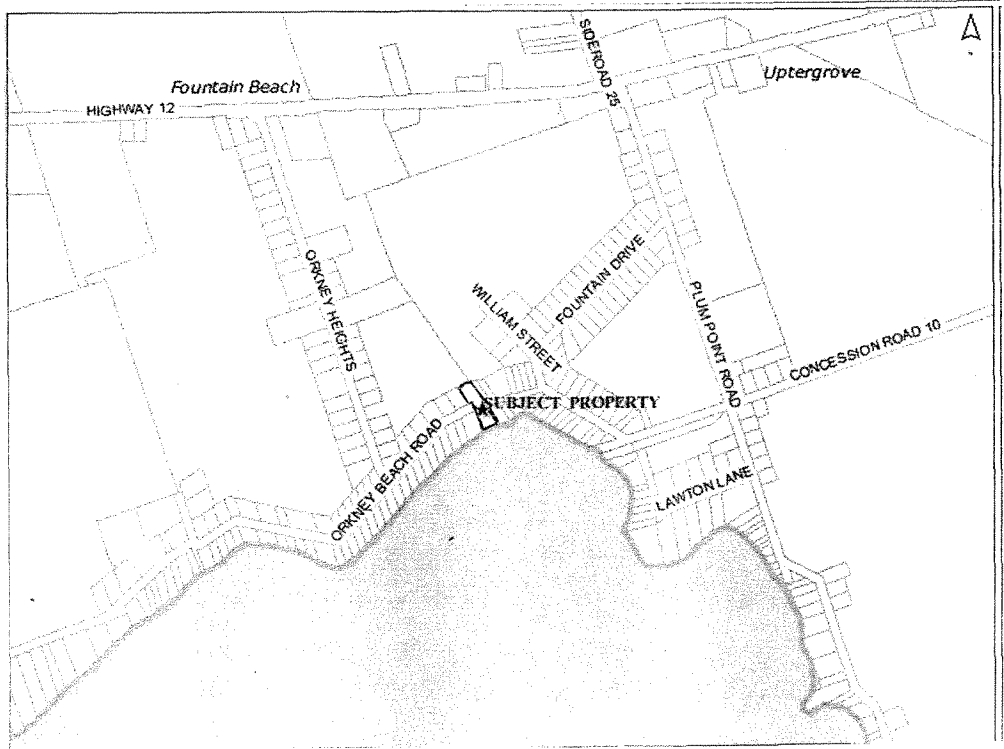 SIDEROAD 25
Uptergrove
Fountain Beach
HIGHWAY 12
ORKNEY HEIGHTS
FOUNTAIN DRIVE
WILLIAM STREET
PLUM POINT ROAD
CONCESSION ROAD 10
SUBJECT PROPERTY
ORKNEY BEACH ROAD
LAWTON LANE